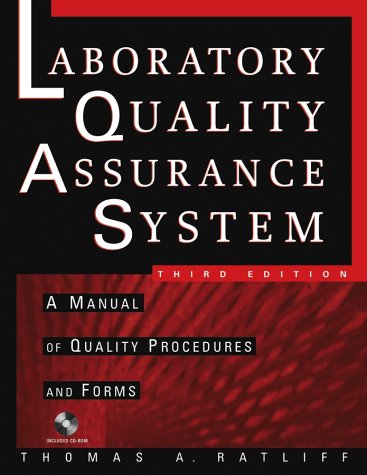 LABORATORY
QUALITY
ASSURANCE
SYSTEM
THIRD EDITION
A MANUAL
OF QUALITY PROCEDURES
AND FORMS
INCLUDES CD-ROM
THOMAS A. RATLIFF